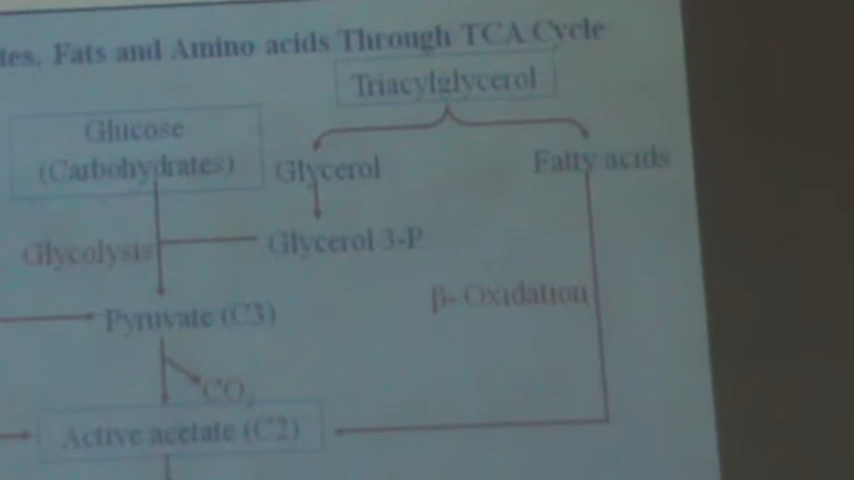 tes, Fats and Amino acids Through TCA Cycle
Triacylglycerol
Glucose
(Carbohydrates)
Glycerol
Fatty acids
Glycolysis
Glycerol 3-P
β- Oxidation
Pyruvate (C3)
CO₂
Active acetate (C2)